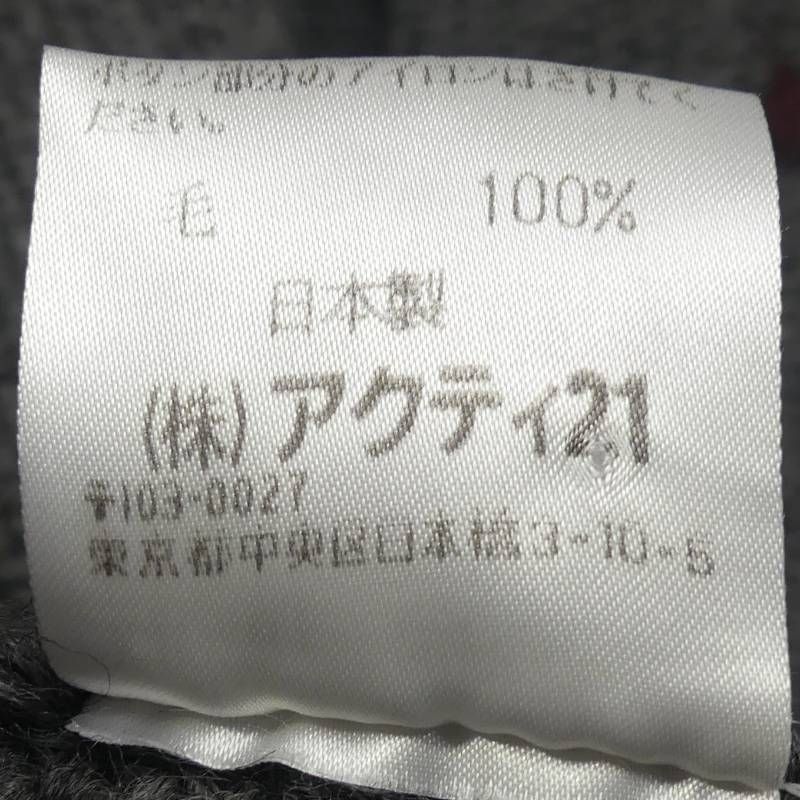 ボタン部分のアイロンはさけてく
ださい。
毛 100%
日本製
(株)アクティ21
〒103-0027
東京都中央区日本橋3-10-5